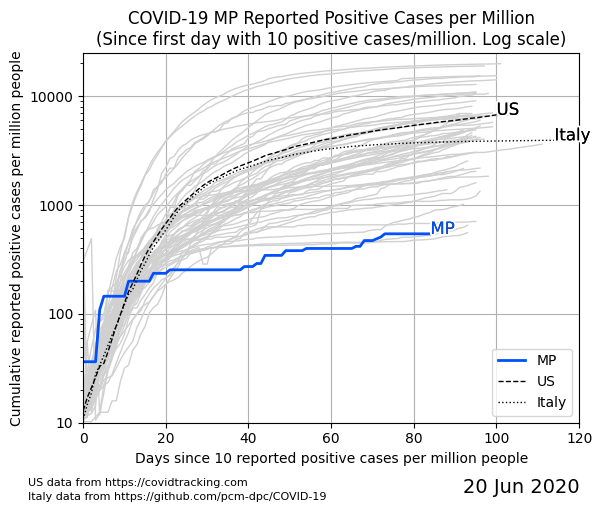 COVID-19 MP Reported Positive Cases per Million
(Since first day with 10 positive cases/million. Log scale)
Cumulative reported positive cases per million people
10000
1000
100
10
US
Italy
MP
MP
US
Italy
0 20 40 60 80 100 120
Days since 10 reported positive cases per million people
US data from https://covidtracking.com
Italy data from https://github.com/pcm-dpc/COVID-19
20 Jun 2020